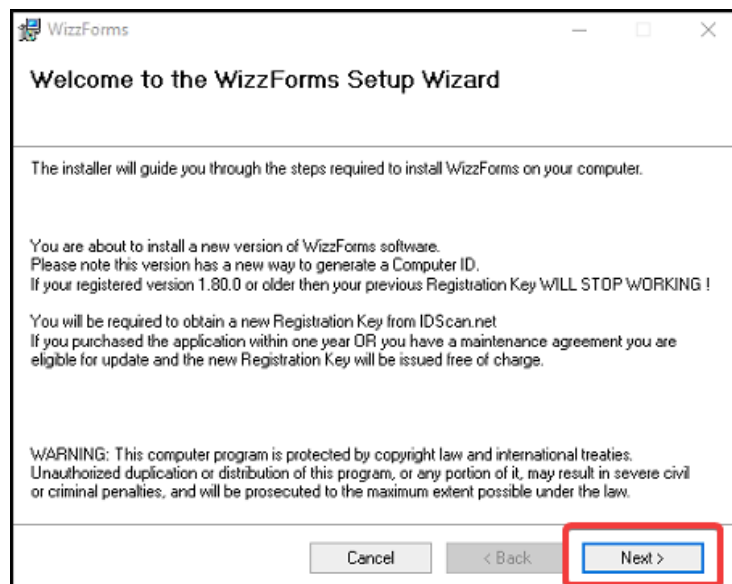 WizzForms
Welcome to the WizzForms Setup Wizard
The installer will guide you through the steps required to install WizzForms on your computer.
You are about to install a new version of WizzForms software.
Please note this version has a new way to generate a Computer ID.
If your registered version 1.80.0 or older then your previous Registration Key WILL STOP WORKING !
You will be required to obtain a new Registration Key from IDScan.net
If you purchased the application within one year OR you have a maintenance agreement you are
eligible for update and the new Registration Key will be issued free of charge.
WARNING: This computer program is protected by copyright law and international treaties.
Unauthorized duplication or distribution of this program, or any portion of it, may result in severe civil
or criminal penalties, and will be prosecuted to the maximum extent possible under the law.
Cancel < Back Next >